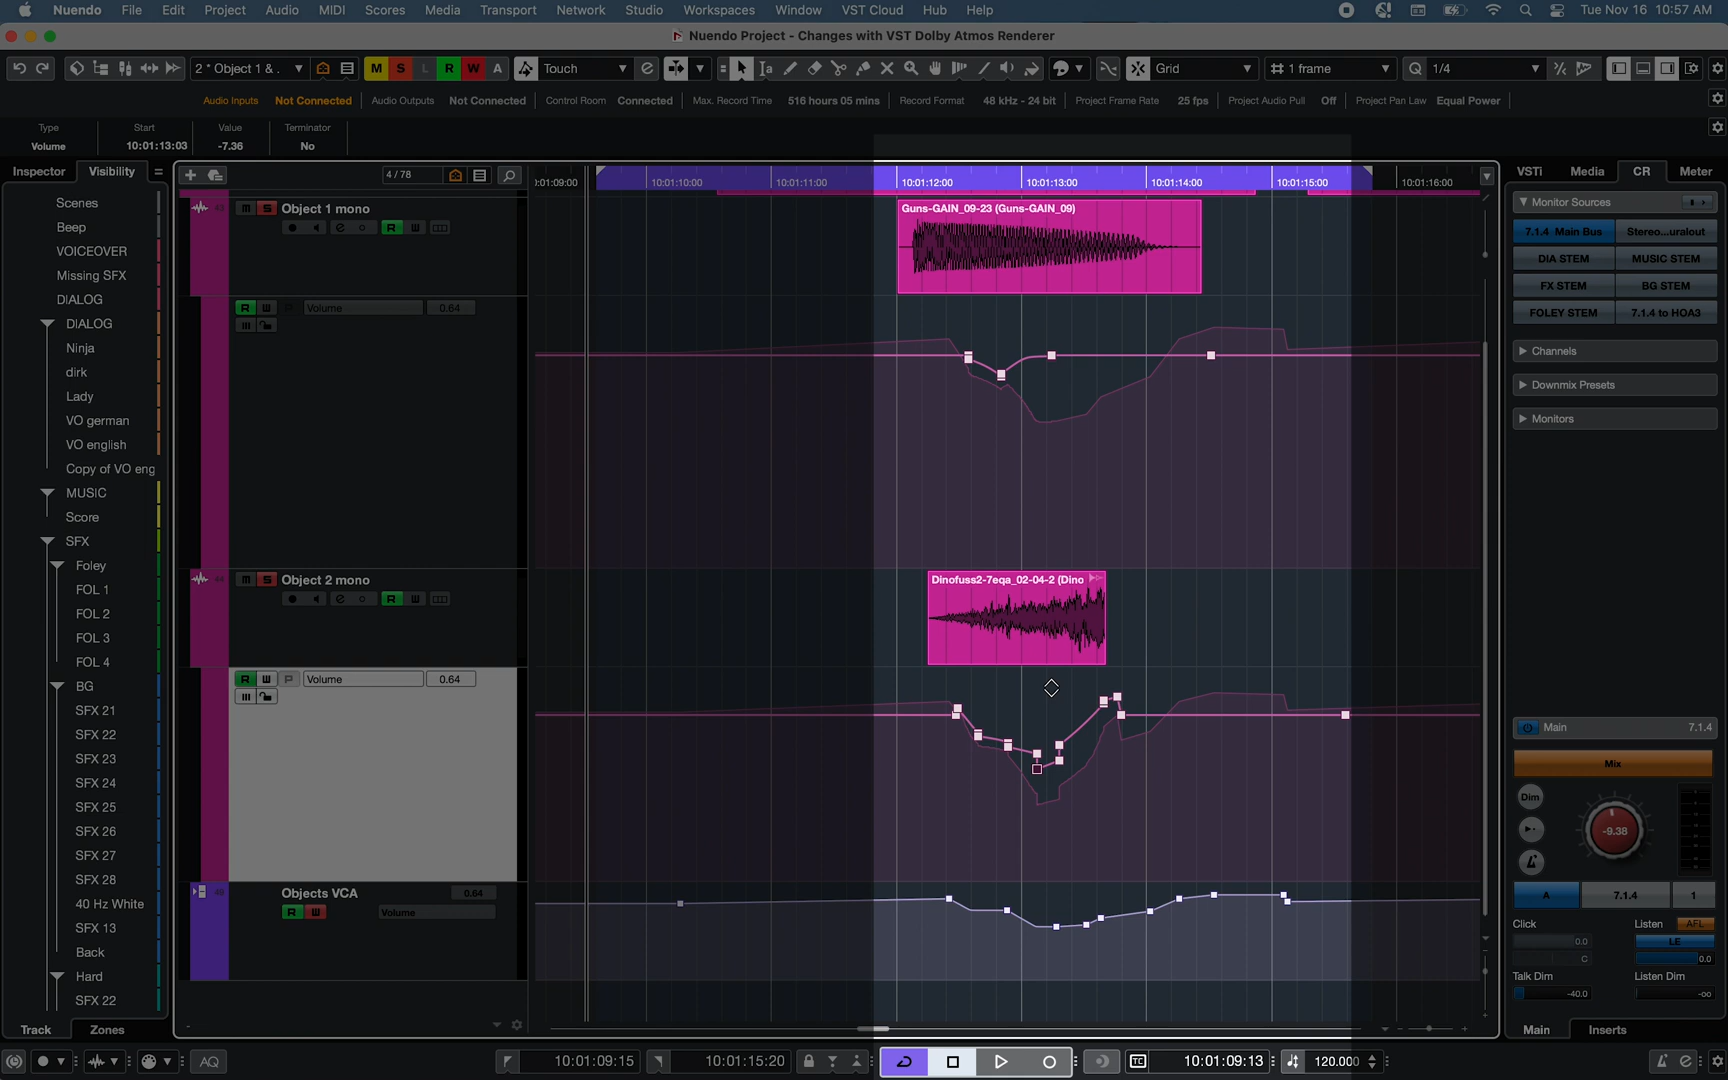 Nuendo File Edit Project Audio MIDI Scores Media Transport Network Studio Workspaces Window VST Cloud Hub Help Tue Nov 16 10:57 AM
Nuendo Project - Changes with VST Dolby Atmos Renderer
2 * Object 1 & . M S L R W A Touch Grid 1 frame Q 1/4
Audio Inputs Not Connected Audio Outputs Not Connected Control Room Connected Max. Record Time 516 hours 05 mins Record Format 48 kHz - 24 bit Project Frame Rate 25 fps Project Audio Pull Off Project Pan Law Equal Power
Type Start Value Terminator
Volume 10:01:13:03 -7.36 No
Inspector Visibility
4 / 78
10:01:10:00 10:01:11:00 10:01:12:00 10:01:13:00 10:01:14:00 10:01:15:00 10:01:16:00
VSTi Media CR Meter
Scenes
Beep
VOICEOVER
Missing SFX
DIALOG
DIALOG
Ninja
dirk
Lady
VO german
VO english
Copy of VO eng
MUSIC
Score
SFX
Foley
FOL 1
FOL 2
FOL 3
FOL 4
BG
SFX 21
SFX 22
SFX 23
SFX 24
SFX 25
SFX 26
SFX 27
SFX 28
40 Hz White
SFX 13
Back
Hard
SFX 22
Track Zones
43 m S Object 1 mono
R W
R W P Volume 0.64
44 m S Object 2 mono
R W
R W P Volume 0.64
49 Objects VCA 0.64
R W Volume
Guns-GAIN_09-23 (Guns-GAIN_09)
Dinofuss2-7eqa_02-04-2 (Dino
Monitor Sources
7.1.4 Main Bus Stereo...uralout
DIA STEM MUSIC STEM
FX STEM BG STEM
FOLEY STEM 7.1.4 to HOA3
Channels
Downmix Presets
Monitors
Main 7.1.4
Mix
Dim
-9.38
A 7.1.4 1
Click Listen AFL
0.0 LE
C 0.0
Talk Dim Listen Dim
-40.0 -oo
Main Inserts
AQ 10:01:09:15 10:01:15:20 TC 10:01:09:13 120.000